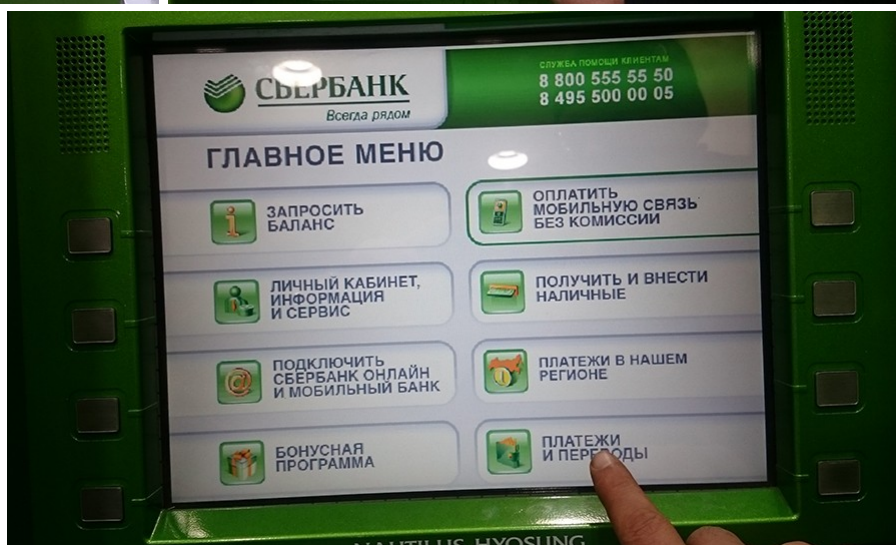 СБЕРБАНК
Всегда рядом
СЛУЖБА ПОМОЩИ КЛИЕНТАМ
8 800 555 55 50
8 495 500 00 05
ГЛАВНОЕ МЕНЮ
ЗАПРОСИТЬ
БАЛАНС
ОПЛАТИТЬ
МОБИЛЬНУЮ СВЯЗЬ
БЕЗ КОМИССИИ
ЛИЧНЫЙ КАБИНЕТ,
ИНФОРМАЦИЯ
И СЕРВИС
ПОЛУЧИТЬ И ВНЕСТИ
НАЛИЧНЫЕ
ПОДКЛЮЧИТЬ
СБЕРБАНК ОНЛАЙН
И МОБИЛЬНЫЙ БАНК
ПЛАТЕЖИ В НАШЕМ
РЕГИОНЕ
БОНУСНАЯ
ПРОГРАММА
ПЛАТЕЖИ
И ПЕРЕВОДЫ
NAUTILUS HYOSUNG